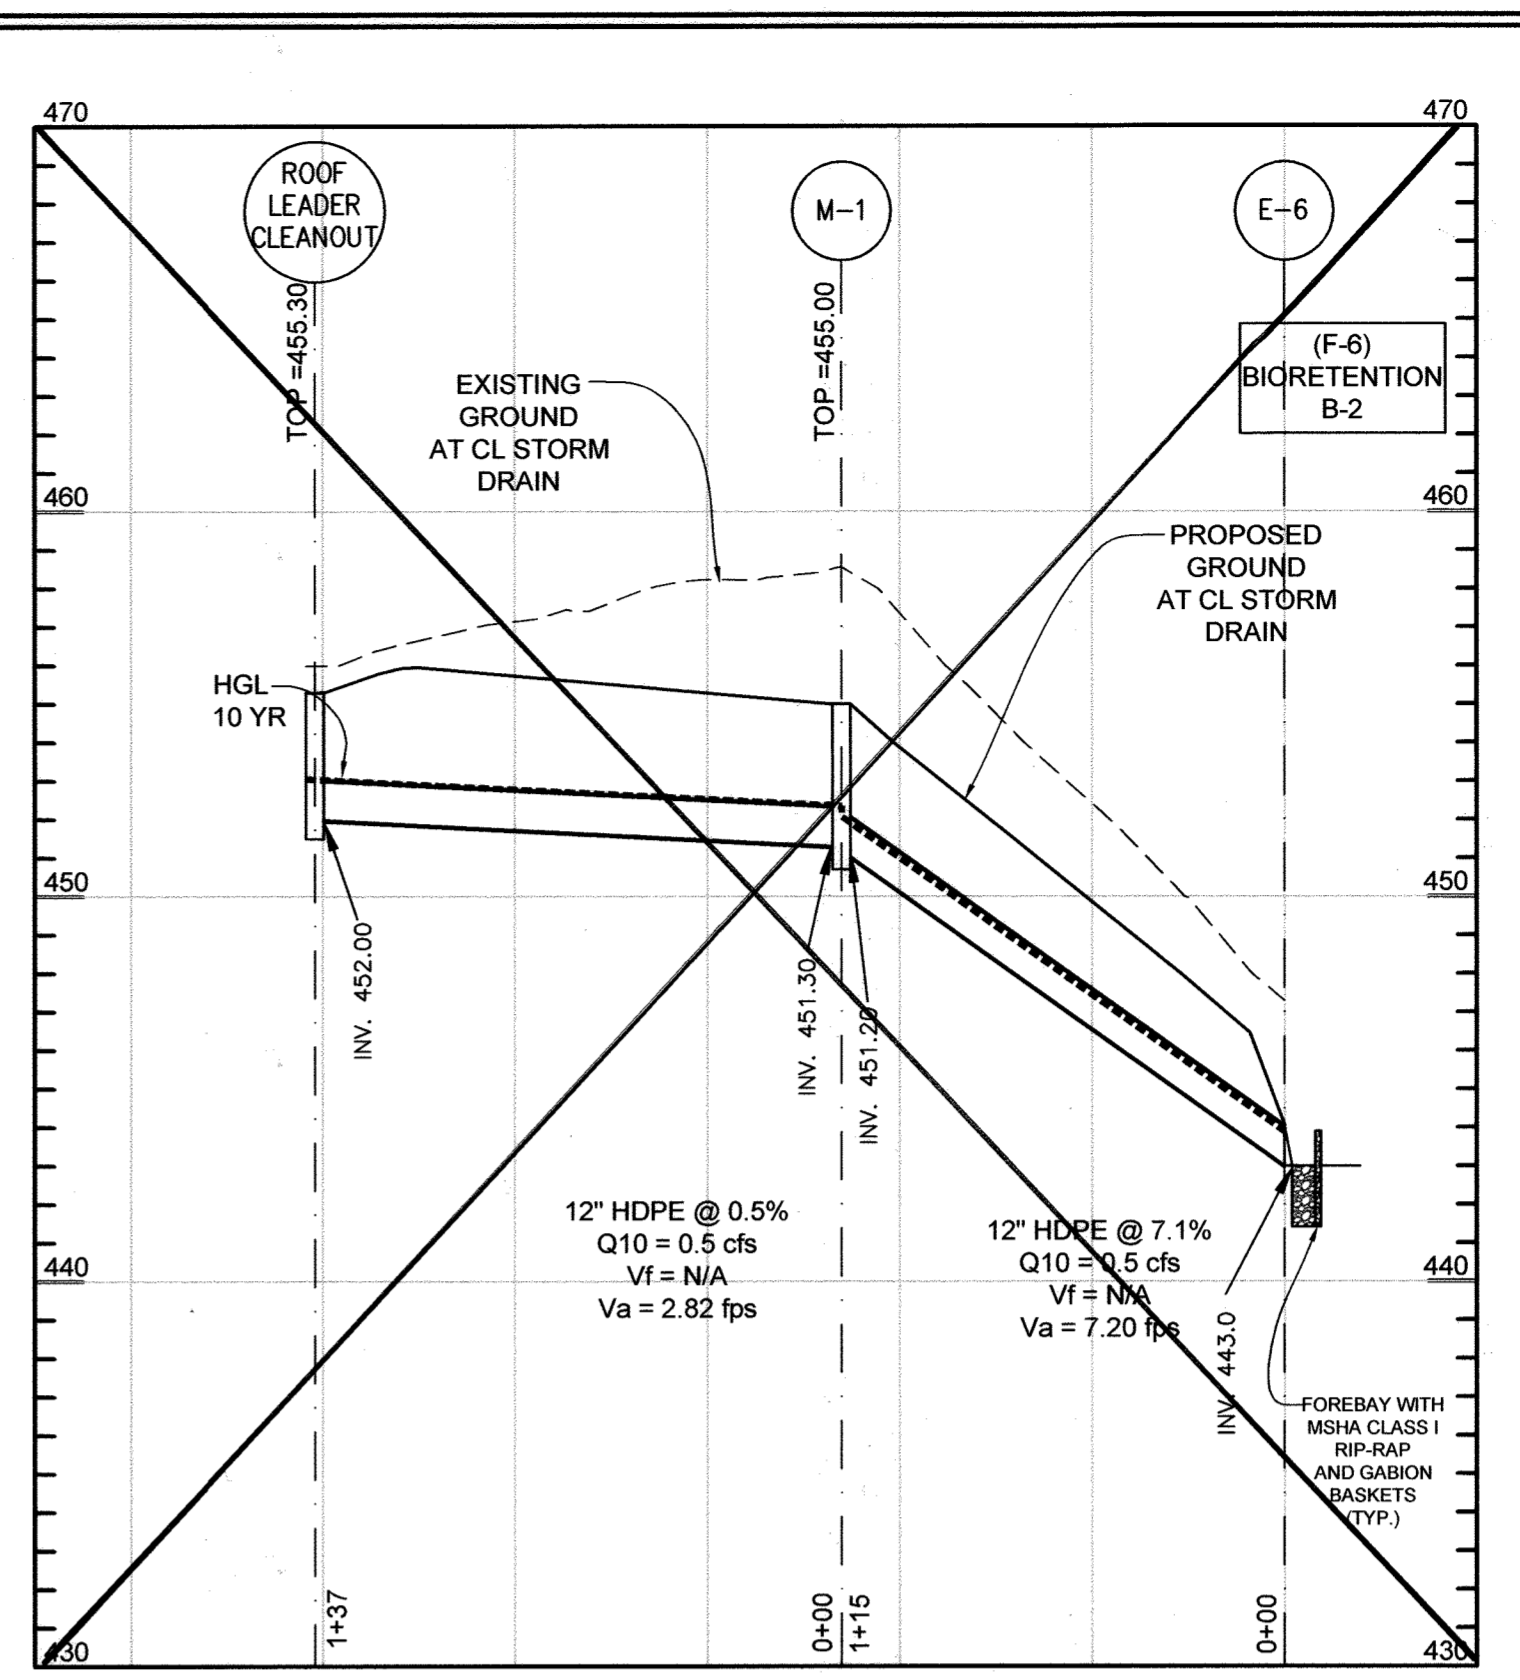 470
470
ROOF
LEADER
CLEANOUT
M-1
E-6
TOP =455.30
TOP =455.00
(F-6)
BIORETENTION
B-2
EXISTING
GROUND
AT CL STORM
DRAIN
460
460
PROPOSED
GROUND
AT CL STORM
DRAIN
HGL
10 YR
450
450
INV. 452.00
INV. 451.30
INV. 451.20
12" HDPE @ 0.5%
Q10 = 0.5 cfs
Vf = N/A
Va = 2.82 fps
12" HDPE @ 7.1%
Q10 = 0.5 cfs
Vf = N/A
Va = 7.20 fps
440
440
INV. 443.0
FOREBAY WITH
MSHA CLASS I
RIP-RAP
AND GABION
BASKETS
(TYP.)
1+37
0+00
1+15
0+00
430
430